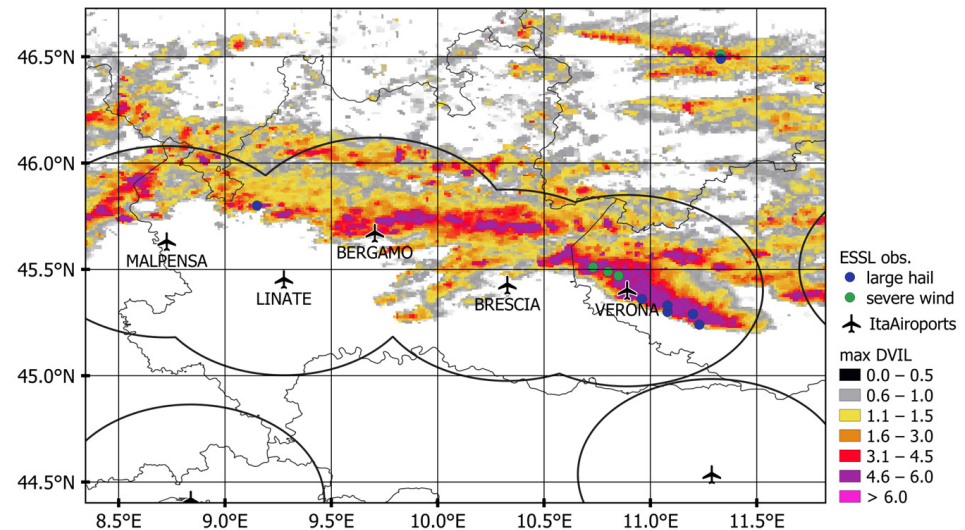 46.5°N
46.0°N
45.5°N
45.0°N
44.5°N
MALPENSA
BERGAMO
LINATE
BRESCIA
VERONA
8.5°E 9.0°E 9.5°E 10.0°E 10.5°E 11.0°E 11.5°E
ESSL obs.
large hail
severe wind
ItaAiroports
max DVIL
0.0 – 0.5
0.6 – 1.0
1.1 – 1.5
1.6 – 3.0
3.1 – 4.5
4.6 – 6.0
> 6.0